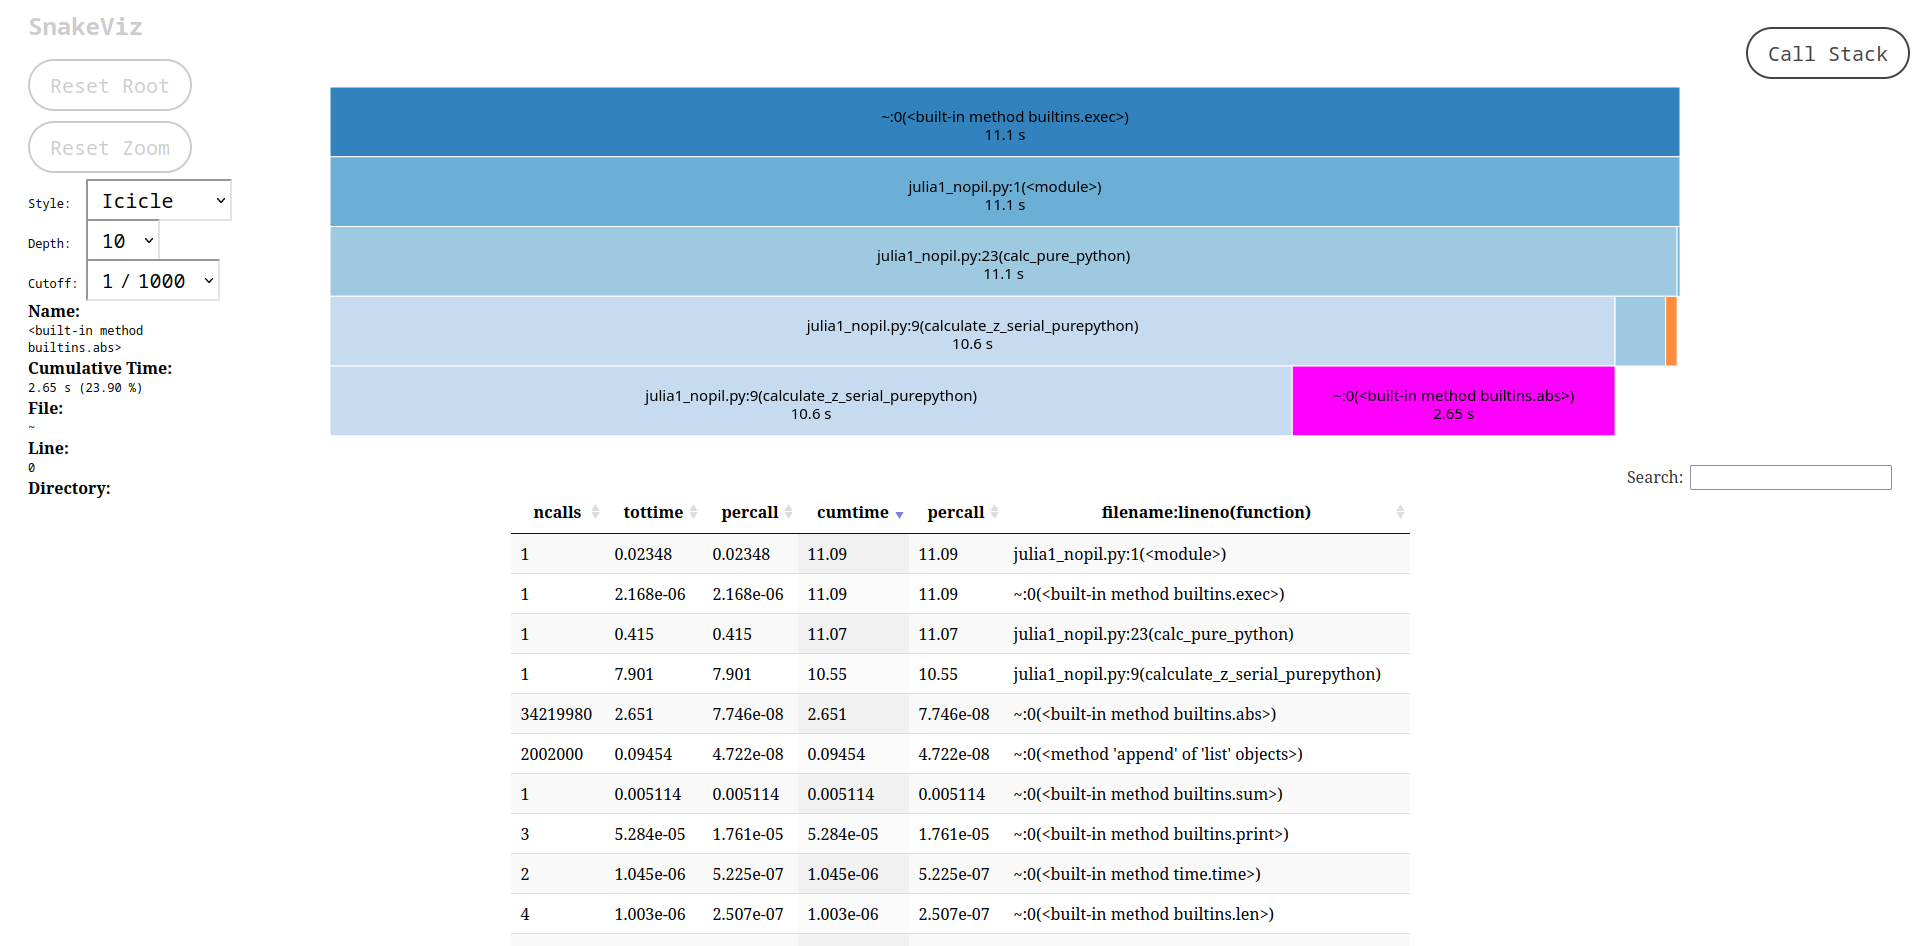 SnakeViz
Call Stack
Reset Root
Reset Zoom
Style: Icicle
Depth: 10
Cutoff: 1 / 1000
Name:
<built-in method
builtins.abs>
Cumulative Time:
2.65 s (23.90 %)
File:
~
Line:
0
Directory:
~:0(<built-in method builtins.exec>)
11.1 s
julia1_nopil.py:1(<module>)
11.1 s
julia1_nopil.py:23(calc_pure_python)
11.1 s
julia1_nopil.py:9(calculate_z_serial_purepython)
10.6 s
julia1_nopil.py:9(calculate_z_serial_purepython)
10.6 s
~:0(<built-in method builtins.abs>)
2.65 s
Search:
ncalls tottime percall cumtime percall filename:lineno(function)
1 0.02348 0.02348 11.09 11.09 julia1_nopil.py:1(<module>)
1 2.168e-06 2.168e-06 11.09 11.09 ~:0(<built-in method builtins.exec>)
1 0.415 0.415 11.07 11.07 julia1_nopil.py:23(calc_pure_python)
1 7.901 7.901 10.55 10.55 julia1_nopil.py:9(calculate_z_serial_purepython)
34219980 2.651 7.746e-08 2.651 7.746e-08 ~:0(<built-in method builtins.abs>)
2002000 0.09454 4.722e-08 0.09454 4.722e-08 ~:0(<method 'append' of 'list' objects>)
1 0.005114 0.005114 0.005114 0.005114 ~:0(<built-in method builtins.sum>)
3 5.284e-05 1.761e-05 5.284e-05 1.761e-05 ~:0(<built-in method builtins.print>)
2 1.045e-06 5.225e-07 1.045e-06 5.225e-07 ~:0(<built-in method time.time>)
4 1.003e-06 2.507e-07 1.003e-06 2.507e-07 ~:0(<built-in method builtins.len>)